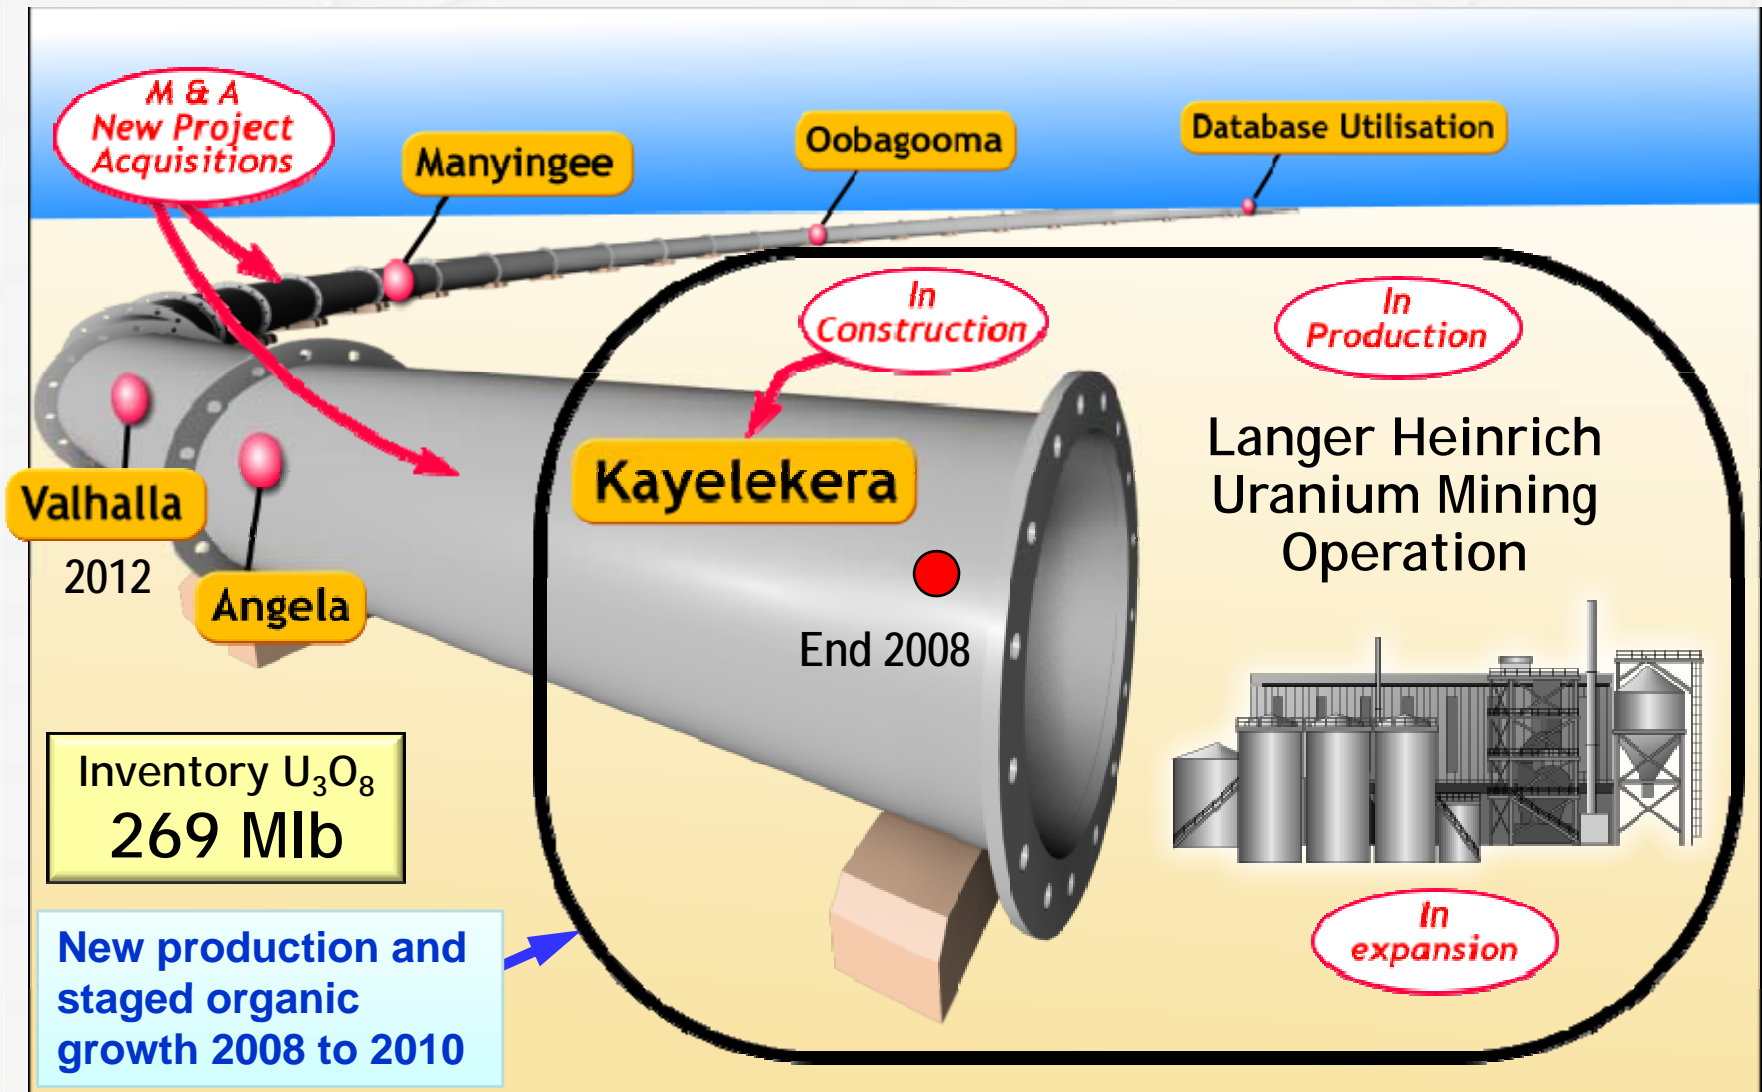 M & A
New Project
Acquisitions
Manyingee
Oobagooma
Database Utilisation
In
Construction
In
Production
Kayelekera
Langer Heinrich
Uranium Mining
Operation
Valhalla
2012
Angela
End 2008
Inventory U₃O₈
269 Mlb
In
expansion
New production and
staged organic
growth 2008 to 2010